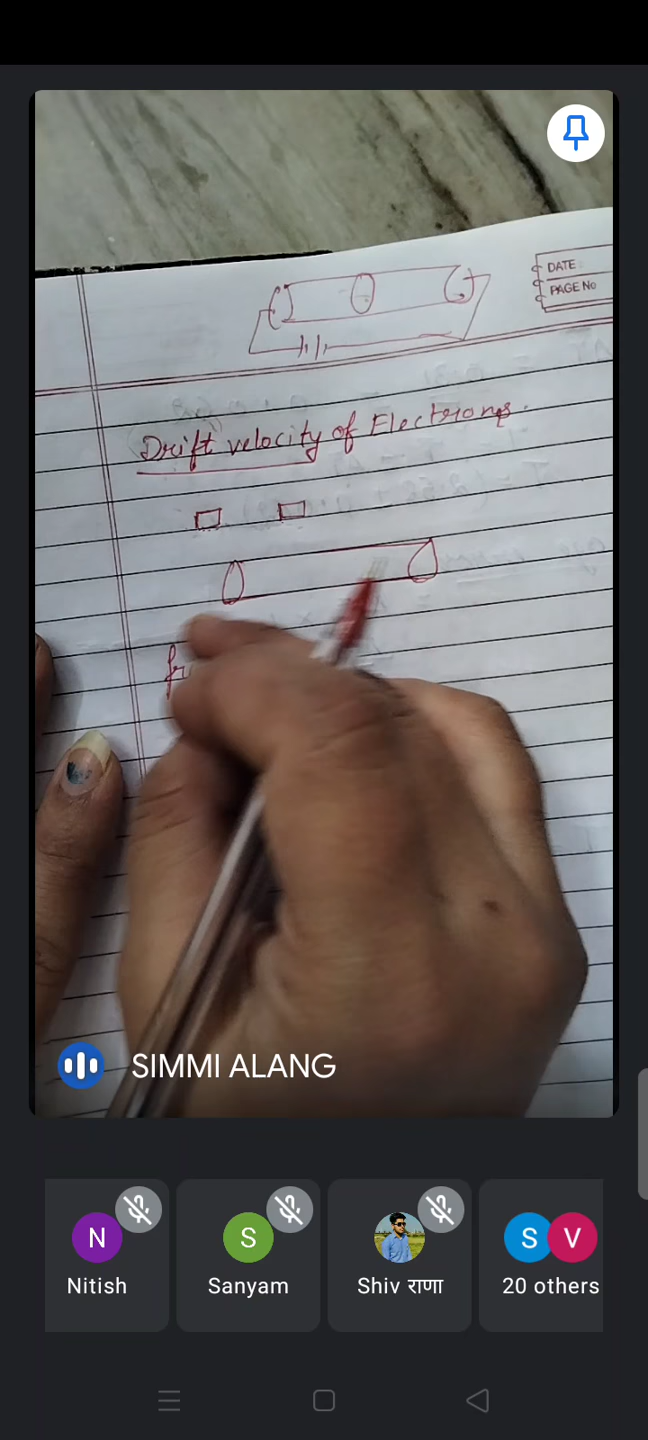 DATE
PAGE No
Drift velocity of Electrons.
SIMMI ALANG
N
S
S V
Nitish
Sanyam
Shiv राणा
20 others